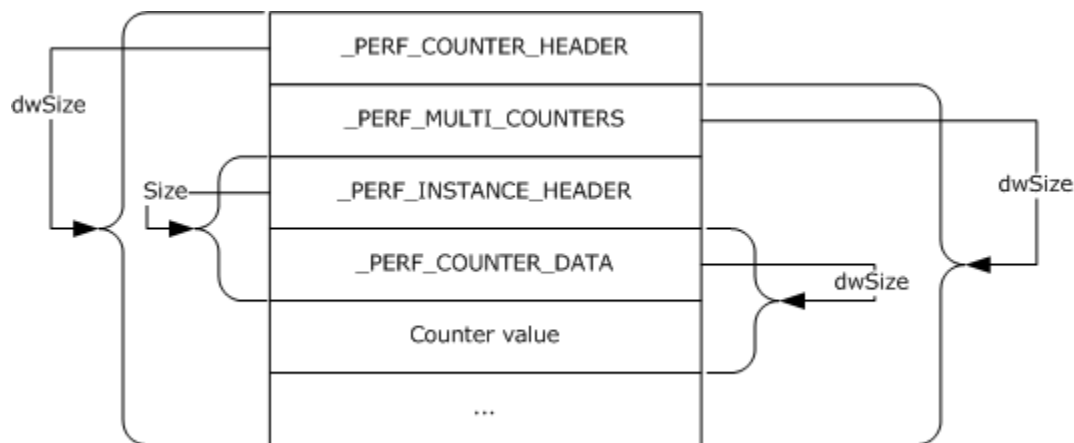 _PERF_COUNTER_HEADER
dwSize
_PERF_MULTI_COUNTERS
Size
_PERF_INSTANCE_HEADER
dwSize
_PERF_COUNTER_DATA
dwSize
Counter value
...